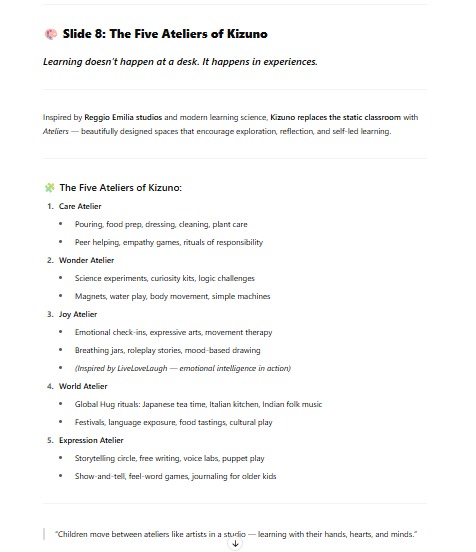 Slide 8: The Five Ateliers of Kizuno
Learning doesn't happen at a desk. It happens in experiences.
Inspired by Reggio Emilia studios and modern learning science, Kizuno replaces the static classroom with
Ateliers — beautifully designed spaces that encourage exploration, reflection, and self-led learning.
The Five Ateliers of Kizuno:
1. Care Atelier
• Pouring, food prep, dressing, cleaning, plant care
• Peer helping, empathy games, rituals of responsibility
2. Wonder Atelier
• Science experiments, curiosity kits, logic challenges
• Magnets, water play, body movement, simple machines
3. Joy Atelier
• Emotional check-ins, expressive arts, movement therapy
• Breathing jars, roleplay stories, mood-based drawing
• (Inspired by LiveLoveLaugh — emotional intelligence in action)
4. World Atelier
• Global Hug rituals: Japanese tea time, Italian kitchen, Indian folk music
• Festivals, language exposure, food tastings, cultural play
5. Expression Atelier
• Storytelling circle, free writing, voice labs, puppet play
• Show-and-tell, feel-word games, journaling for older kids
"Children move between ateliers like artists in a studio — learning with their hands, hearts, and minds."